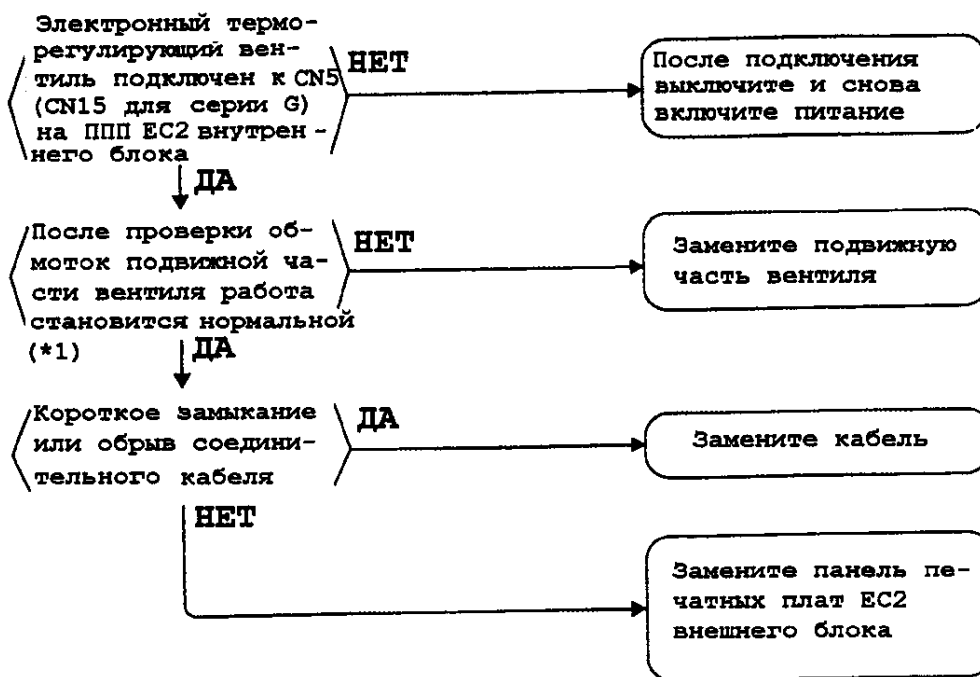 Электронный термо-
регулирующий вен-
тиль подключен к CN5
(CN15 для серии G)
на ППП EC2 внутрен-
него блока
НЕТ
После подключения
выключите и снова
включите питание
ДА
После проверки об-
моток подвижной ча-
сти вентиля работа
становится нормальной
(*1)
НЕТ
Замените подвижную
часть вентиля
ДА
Короткое замыкание
или обрыв соедини-
тельного кабеля
ДА
Замените кабель
НЕТ
Замените панель пе-
чатных плат EC2
внешнего блока